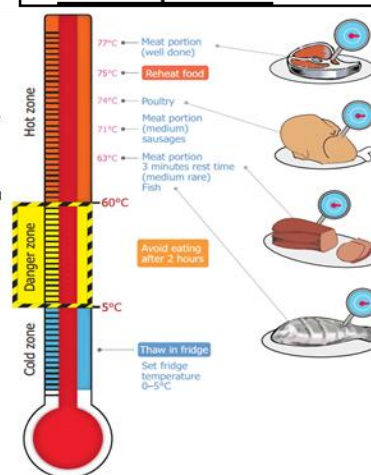 77°C
Meat portion
(well done)
75°C
Reheat food
74°C
Poultry
71°C
Meat portion
(medium)
sausages
63°C
Meat portion
3 minutes rest time
(medium rare)
Fish
60°C
Avoid eating
after 2 hours
5°C
Thaw in fridge
Set fridge
temperature
0–5°C
Hot zone
Danger zone
Cold zone